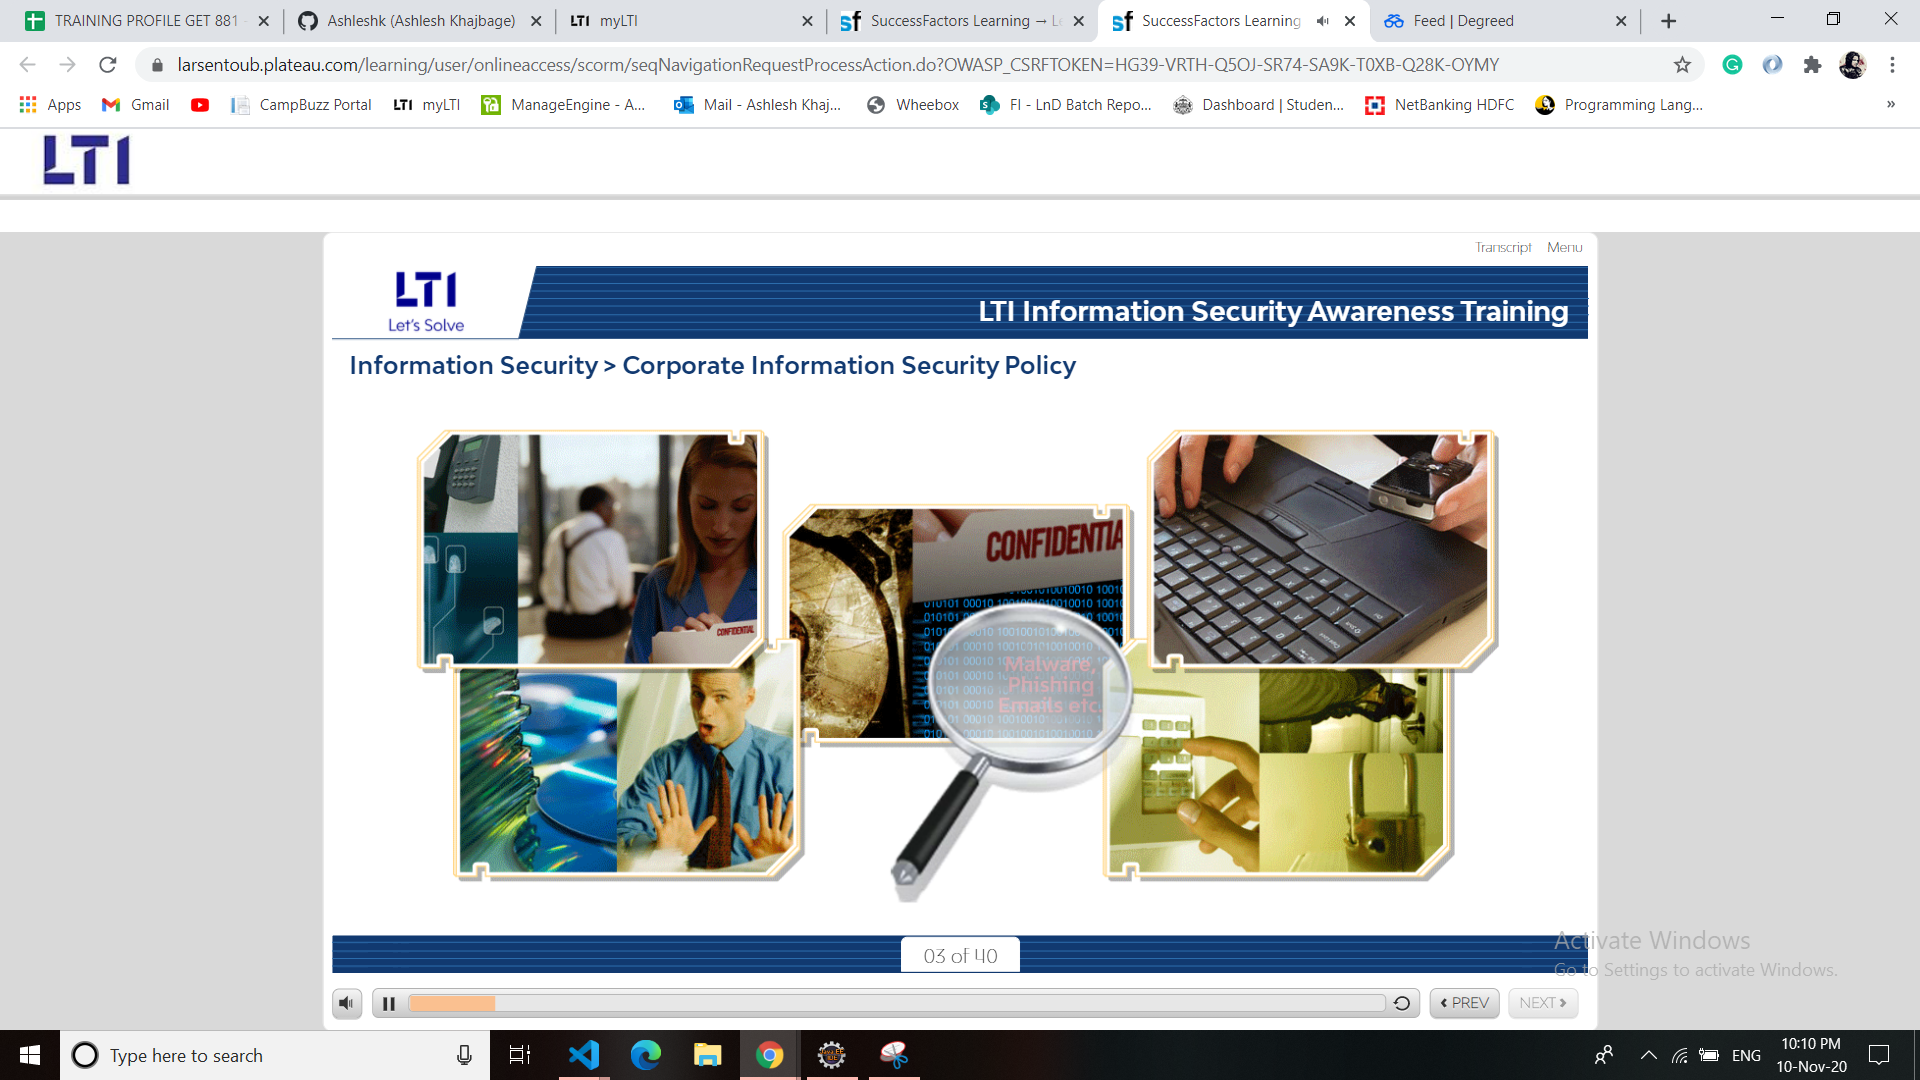 TRAINING PROFILE GET 881
Ashleshk (Ashlesh Khajbage)
LTI myLTI
sf SuccessFactors Learning → Le
sf SuccessFactors Learning
Feed | Degreed
larsentoub.plateau.com/learning/user/onlineaccess/scorm/seqNavigationRequestProcessAction.do?OWASP_CSRFTOKEN=HG39-VRTH-Q5OJ-SR74-SA9K-T0XB-Q28K-OYMY
Apps
Gmail
CampBuzz Portal
LTI myLTI
ManageEngine - A...
Mail - Ashlesh Khaj...
Wheebox
FI - LnD Batch Repo...
Dashboard | Studen...
NetBanking HDFC
Programming Lang...
»
LTI
Transcript Menu
LTI
Let's Solve
LTI Information Security Awareness Training
Information Security > Corporate Information Security Policy
CONFIDENTIAL
CONFIDENTIA
Malware,
Phishing
Emails etc.
03 of 40
Activate Windows
Go to Settings to activate Windows.
‹ PREV
NEXT ›
Type here to search
ENG
10:10 PM
10-Nov-20